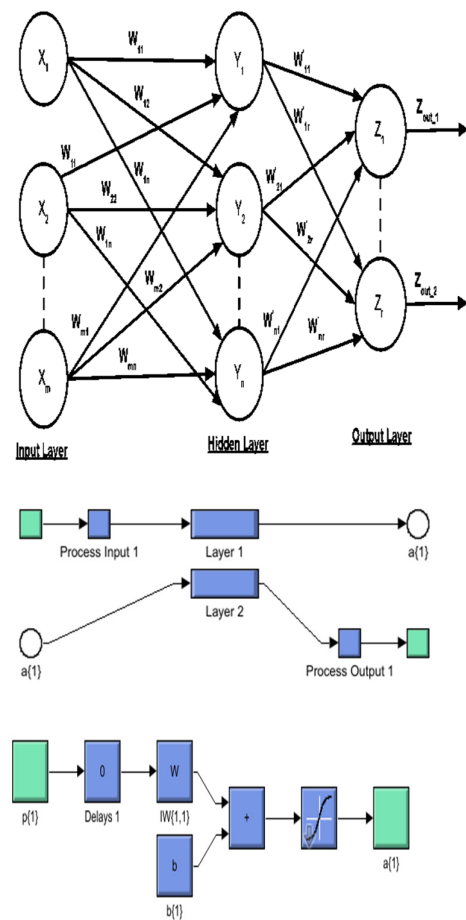 X1 W11 Y1 W'11
W12 W'1r Z1 Zout_1
W11 W1n W'21
X2 W22 Y2 W'2r
W1n
Wm2 Zr Zout_2
Wm1 W'n1 W'nr
Xm Wmn Yn
Input Layer Hidden Layer Output Layer
Process Input 1 Layer 1 a{1}
Layer 2
a{1} Process Output 1
0 W
p{1} Delays 1 IW{1,1} +
b a{1}
b{1}